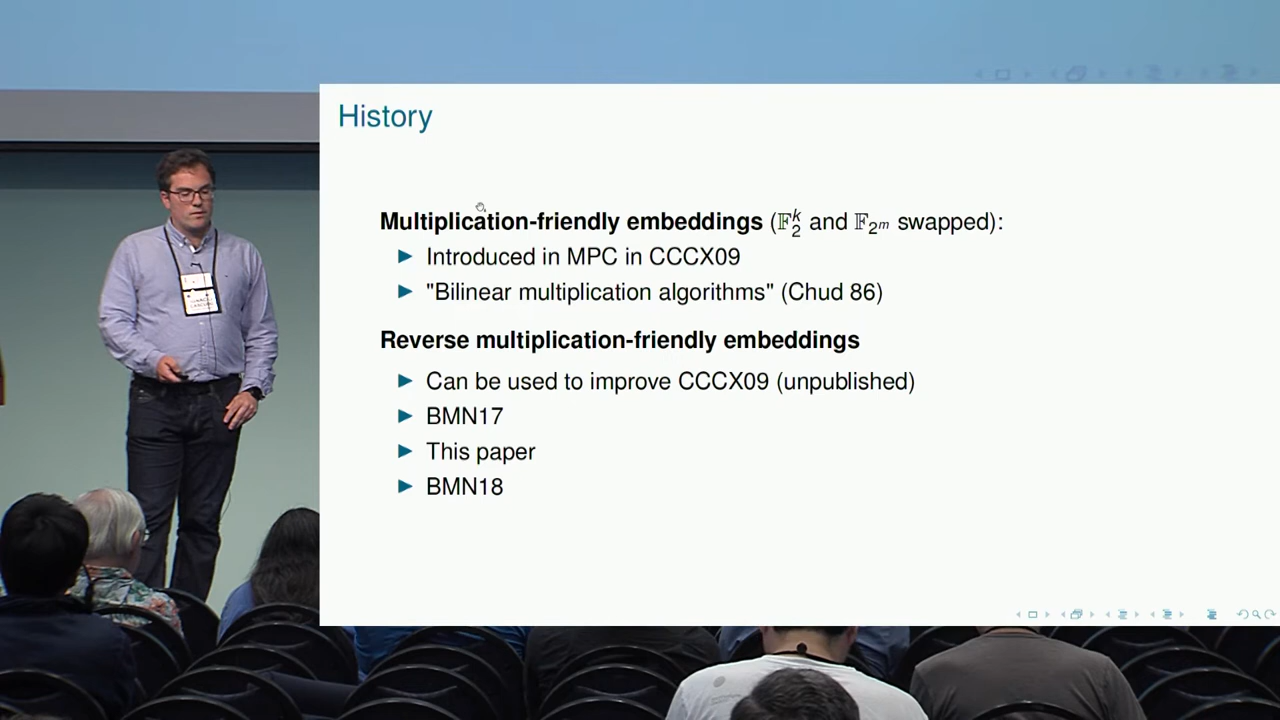 History
Multiplication-friendly embeddings (𝔽₂ᵏ and 𝔽₂ᵐ swapped):
▶ Introduced in MPC in CCCX09
▶ "Bilinear multiplication algorithms" (Chud 86)
Reverse multiplication-friendly embeddings
▶ Can be used to improve CCCX09 (unpublished)
▶ BMN17
▶ This paper
▶ BMN18